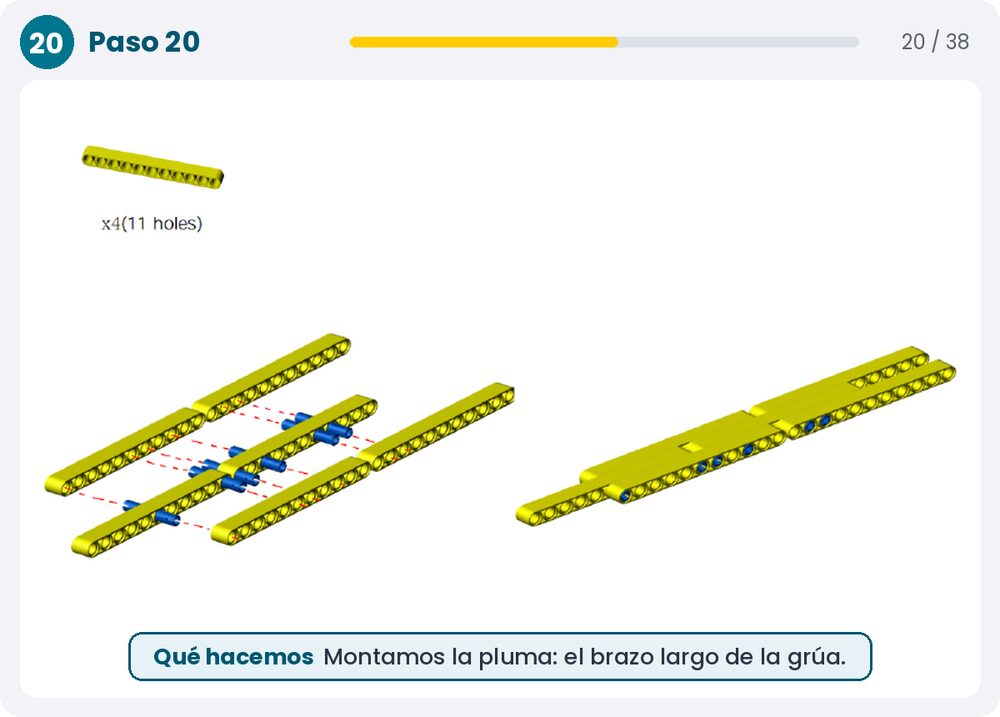 20 Paso 20 20 / 38
x4(11 holes)
Qué hacemos Montamos la pluma: el brazo largo de la grúa.